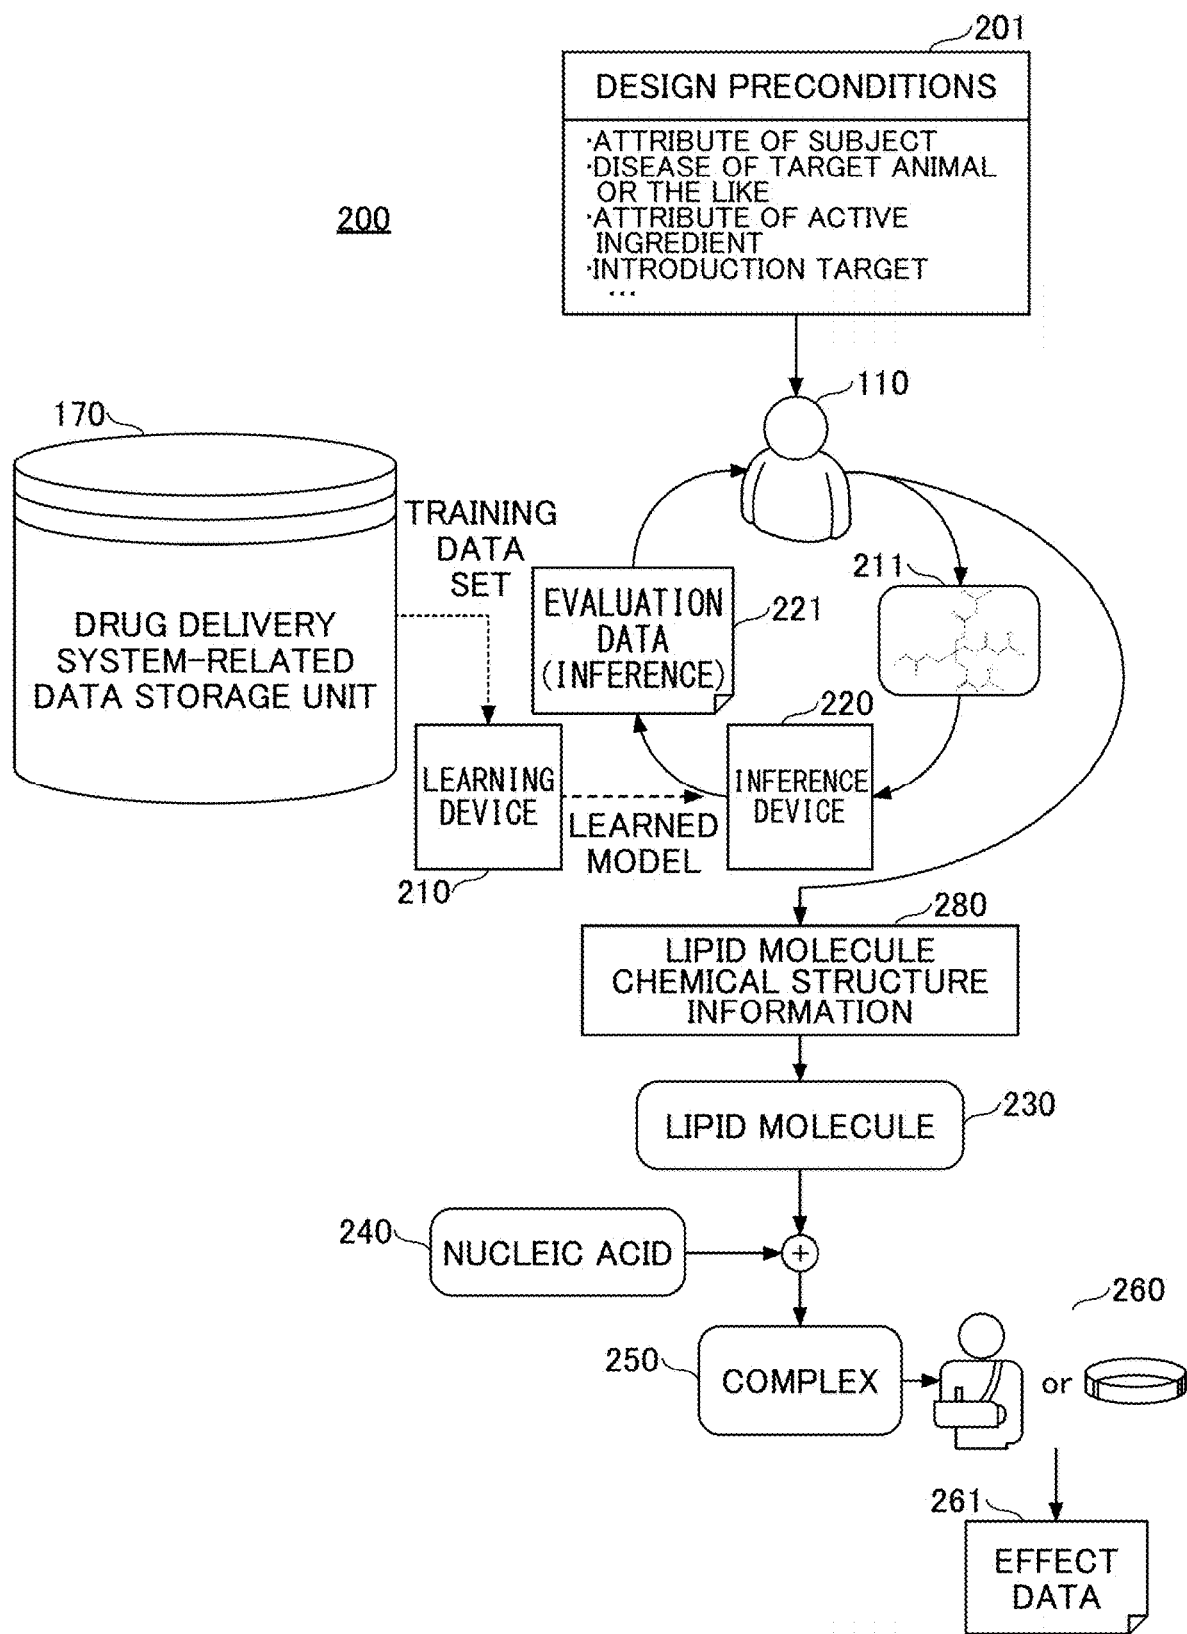 201
DESIGN PRECONDITIONS
·ATTRIBUTE OF SUBJECT
·DISEASE OF TARGET ANIMAL
OR THE LIKE
·ATTRIBUTE OF ACTIVE
INGREDIENT
·INTRODUCTION TARGET
...
200
110
170
TRAINING
DATA
SET
DRUG DELIVERY
SYSTEM-RELATED
DATA STORAGE UNIT
EVALUATION
DATA
(INFERENCE)
221
211
220
LEARNING
DEVICE
210
LEARNED
MODEL
INFERENCE
DEVICE
280
LIPID MOLECULE
CHEMICAL STRUCTURE
INFORMATION
LIPID MOLECULE
230
240
NUCLEIC ACID
+
250
COMPLEX
260
or
261
EFFECT
DATA